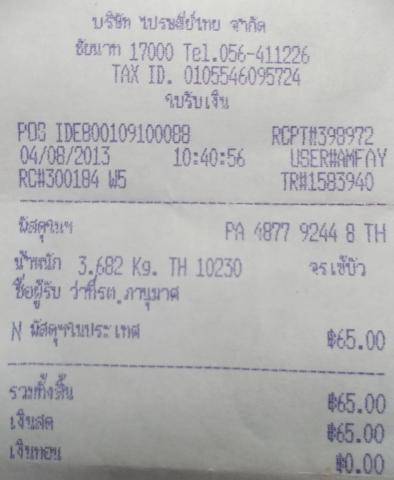 บริษัท ไปรษณีย์ไทย จำกัด
ชัยนาท 17000 Tel.056-411226
TAX ID. 0105546095724
ใบรับเงิน
POS IDE800109100088 RCPT#398972
04/08/2013 10:40:56 USER#AMFAY
RC#300184 W5 TR#1583940
พัสดุฯ PA 4877 9244 8 TH
น้ำหนัก 3.682 Kg. TH 10230 จรเข้บัว
ชื่อผู้รับ ว่าที่รต.ภานุมาศ
N พัสดุฯในประเทศ ฿65.00
รวมทั้งสิ้น ฿65.00
เงินสด ฿65.00
เงินทอน ฿0.00